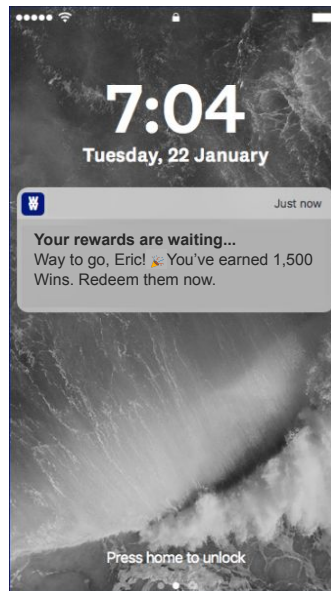 7:04
Tuesday, 22 January
Just now
Your rewards are waiting...
Way to go, Eric! 🎉 You’ve earned 1,500
Wins. Redeem them now.
Press home to unlock